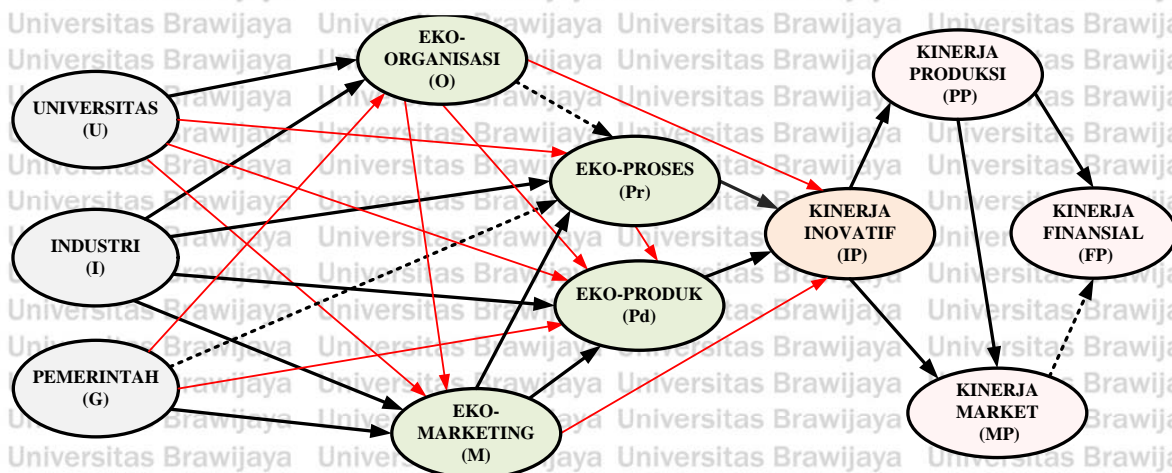 Universitas Brawijaya
EKO-
ORGANISASI
(O)
UNIVERSITAS
(U)
INDUSTRI
(I)
PEMERINTAH
(G)
EKO-PROSES
(Pr)
EKO-PRODUK
(Pd)
EKO-
MARKETING
(M)
KINERJA
INOVATIF
(IP)
KINERJA
PRODUKSI
(PP)
KINERJA
FINANSIAL
(FP)
KINERJA
MARKET
(MP)